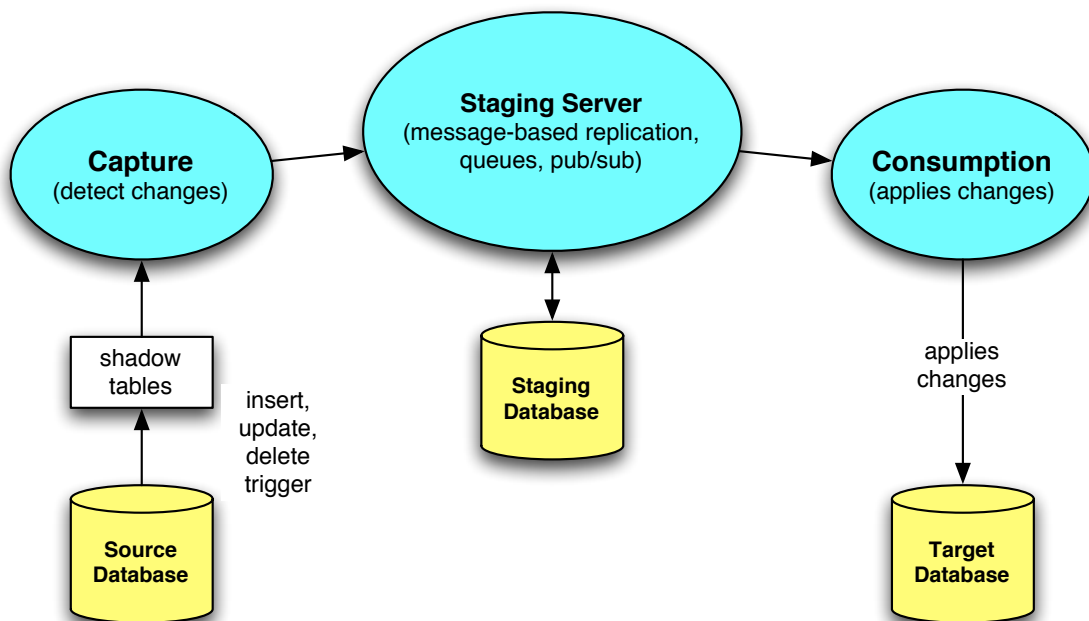 Capture
(detect changes)
Staging Server
(message-based replication,
queues, pub/sub)
Consumption
(applies changes)
shadow
tables
insert,
update,
delete
trigger
Source
Database
Staging
Database
applies
changes
Target
Database